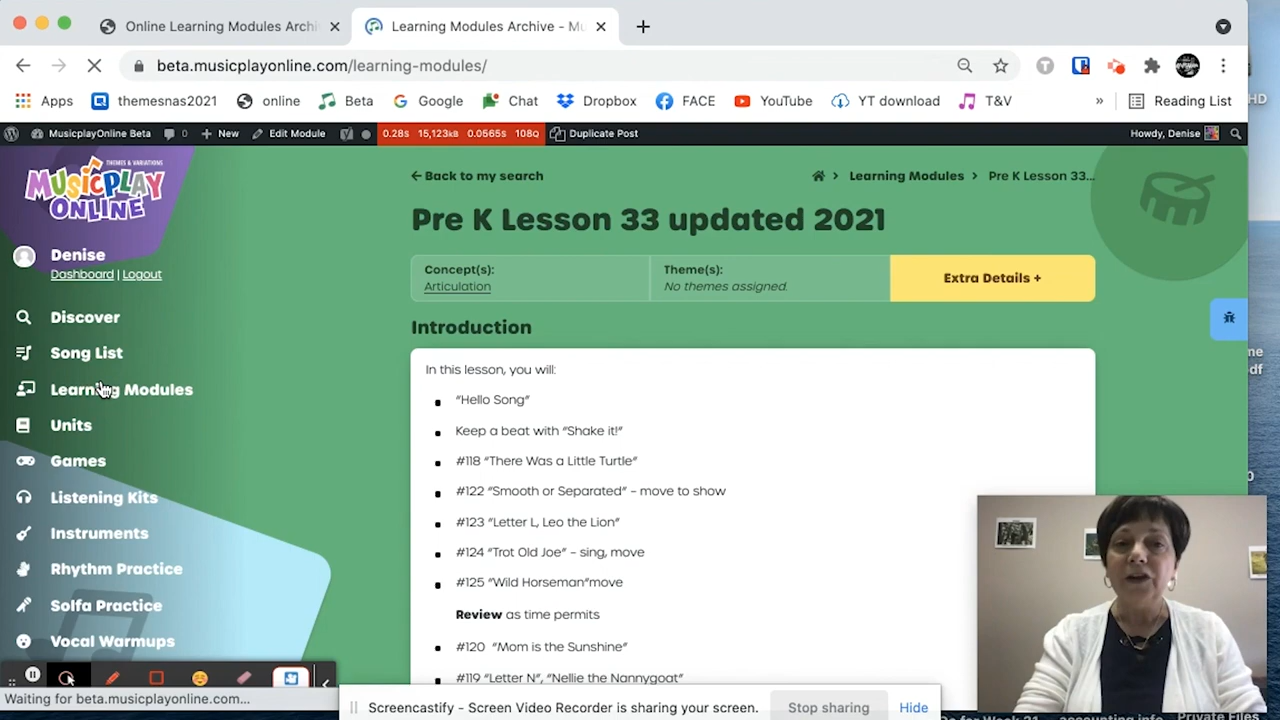 Online Learning Modules Archi
Learning Modules Archive - Mu
beta.musicplayonline.com/learning-modules/
Apps
themesnas2021
online
Beta
Google
Chat
Dropbox
FACE
YouTube
YT download
T&V
»
Reading List
HD
MusicplayOnline Beta
0
New
Edit Module
0.28s 15,123kB 0.0565s 108Q
Duplicate Post
Howdy, Denise
THEMES & VARIATIONS
MUSICPLAY
ONLINE
Denise
Dashboard | Logout
Discover
Song List
Learning Modules
Units
Games
Listening Kits
Instruments
Rhythm Practice
Solfa Practice
Vocal Warmups
← Back to my search
Learning Modules > Pre K Lesson 33...
Pre K Lesson 33 updated 2021
Concept(s):
Articulation
Theme(s):
No themes assigned.
Extra Details +
Introduction
In this lesson, you will:
"Hello Song"
Keep a beat with "Shake it!"
#118 "There Was a Little Turtle"
#122 "Smooth or Separated" – move to show
#123 "Letter L, Leo the Lion"
#124 "Trot Old Joe" – sing, move
#125 "Wild Horseman"move
Review as time permits
#120 "Mom is the Sunshine"
#119 "Letter N", "Nellie the Nannygoat"
Waiting for beta.musicplayonline.com...
Screencastify - Screen Video Recorder is sharing your screen.
Stop sharing
Hide
Private Files